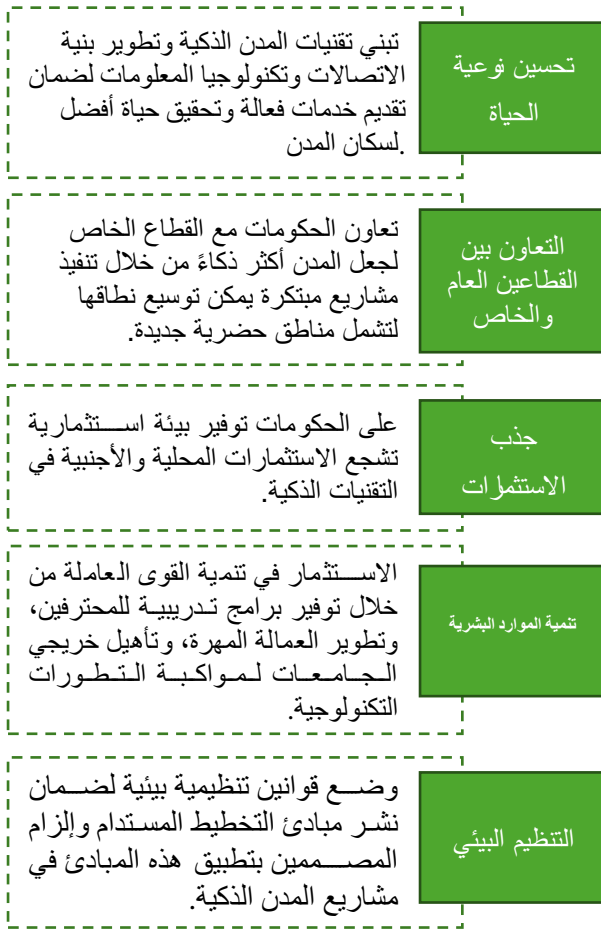 تحسين نوعية
الحياة
تبني تقنيات المدن الذكية وتطوير بنية
الاتصالات وتكنولوجيا المعلومات لضمان
تقديم خدمات فعالة وتحقيق حياة أفضل
.لسكان المدن
التعاون بين
القطاعين العام
والخاص
تعاون الحكومات مع القطاع الخاص
لجعل المدن أكثر ذكاءً من خلال تنفيذ
مشاريع مبتكرة يمكن توسيع نطاقها
لتشمل مناطق حضرية جديدة.
جذب
الاستثمارات
على الحكومات توفير بيئة استثمارية
تشجع الاستثمارات المحلية والأجنبية في
التقنيات الذكية.
تنمية الموارد البشرية
الاستثمار في تنمية القوى العاملة من
خلال توفير برامج تدريبية للمحترفين،
وتطوير العمالة المهرة، وتأهيل خريجي
الجامعات لمواكبة التطورات
التكنولوجية.
التنظيم البيئي
وضع قوانين تنظيمية بيئية لضمان
نشر مبادئ التخطيط المستدام وإلزام
المصممين بتطبيق هذه المبادئ في
مشاريع المدن الذكية.